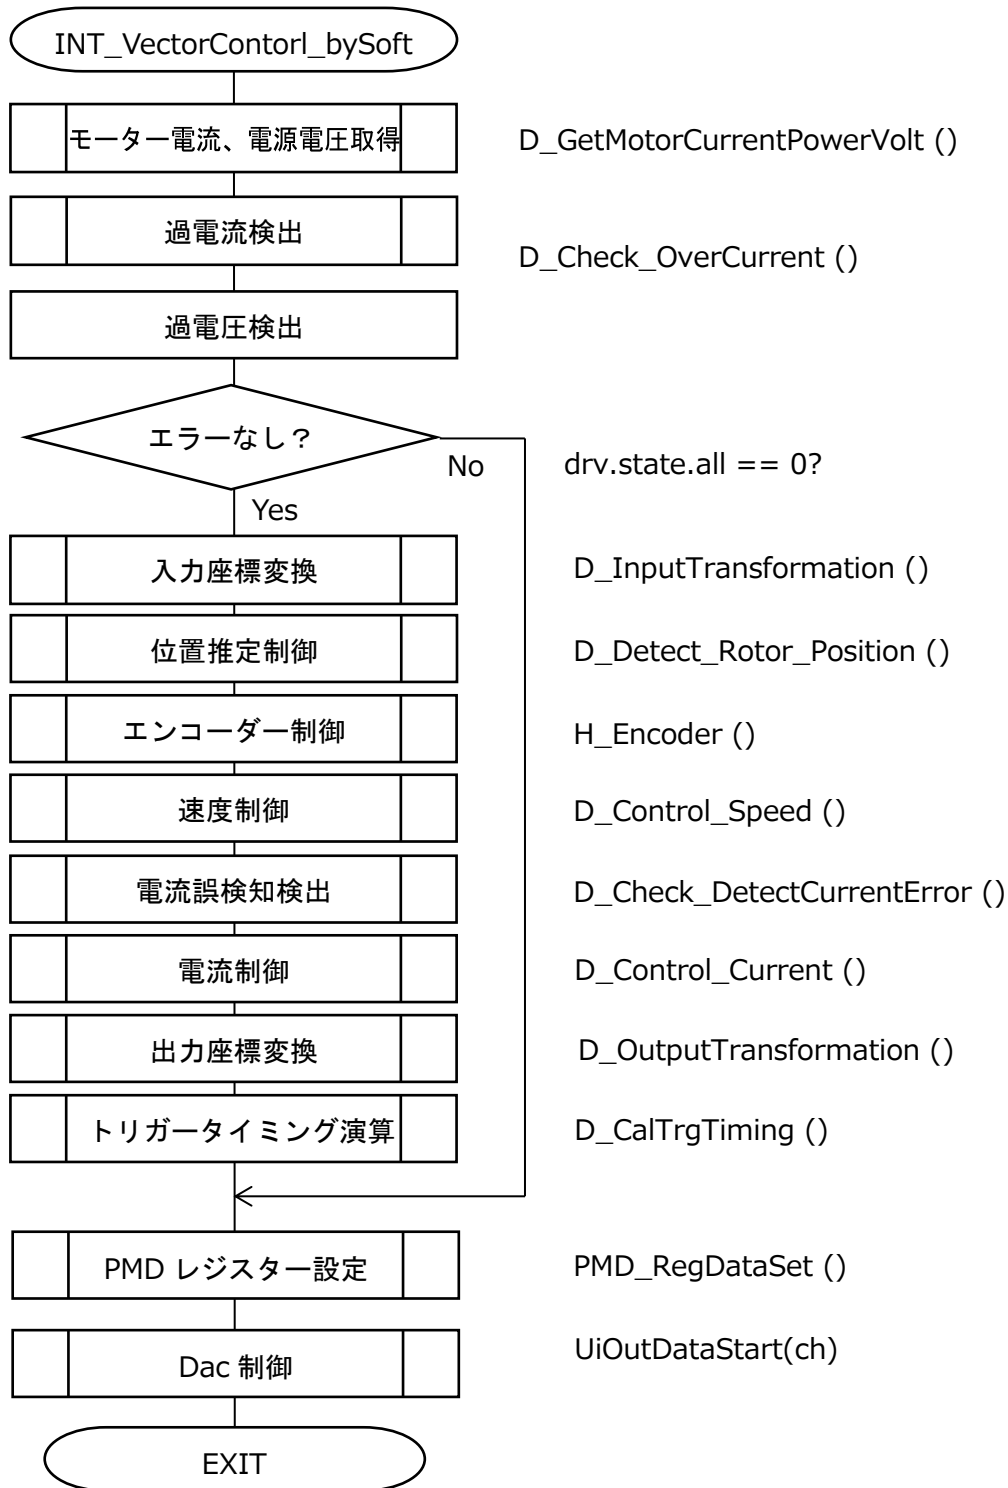 INT_VectorContorl_bySoft
モーター電流、電源電圧取得
D_GetMotorCurrentPowerVolt ()
過電流検出
D_Check_OverCurrent ()
過電圧検出
エラーなし？
No
drv.state.all == 0?
Yes
入力座標変換
D_InputTransformation ()
位置推定制御
D_Detect_Rotor_Position ()
エンコーダー制御
H_Encoder ()
速度制御
D_Control_Speed ()
電流誤検知検出
D_Check_DetectCurrentError ()
電流制御
D_Control_Current ()
出力座標変換
D_OutputTransformation ()
トリガータイミング演算
D_CalTrgTiming ()
PMD レジスター設定
PMD_RegDataSet ()
Dac 制御
UiOutDataStart(ch)
EXIT